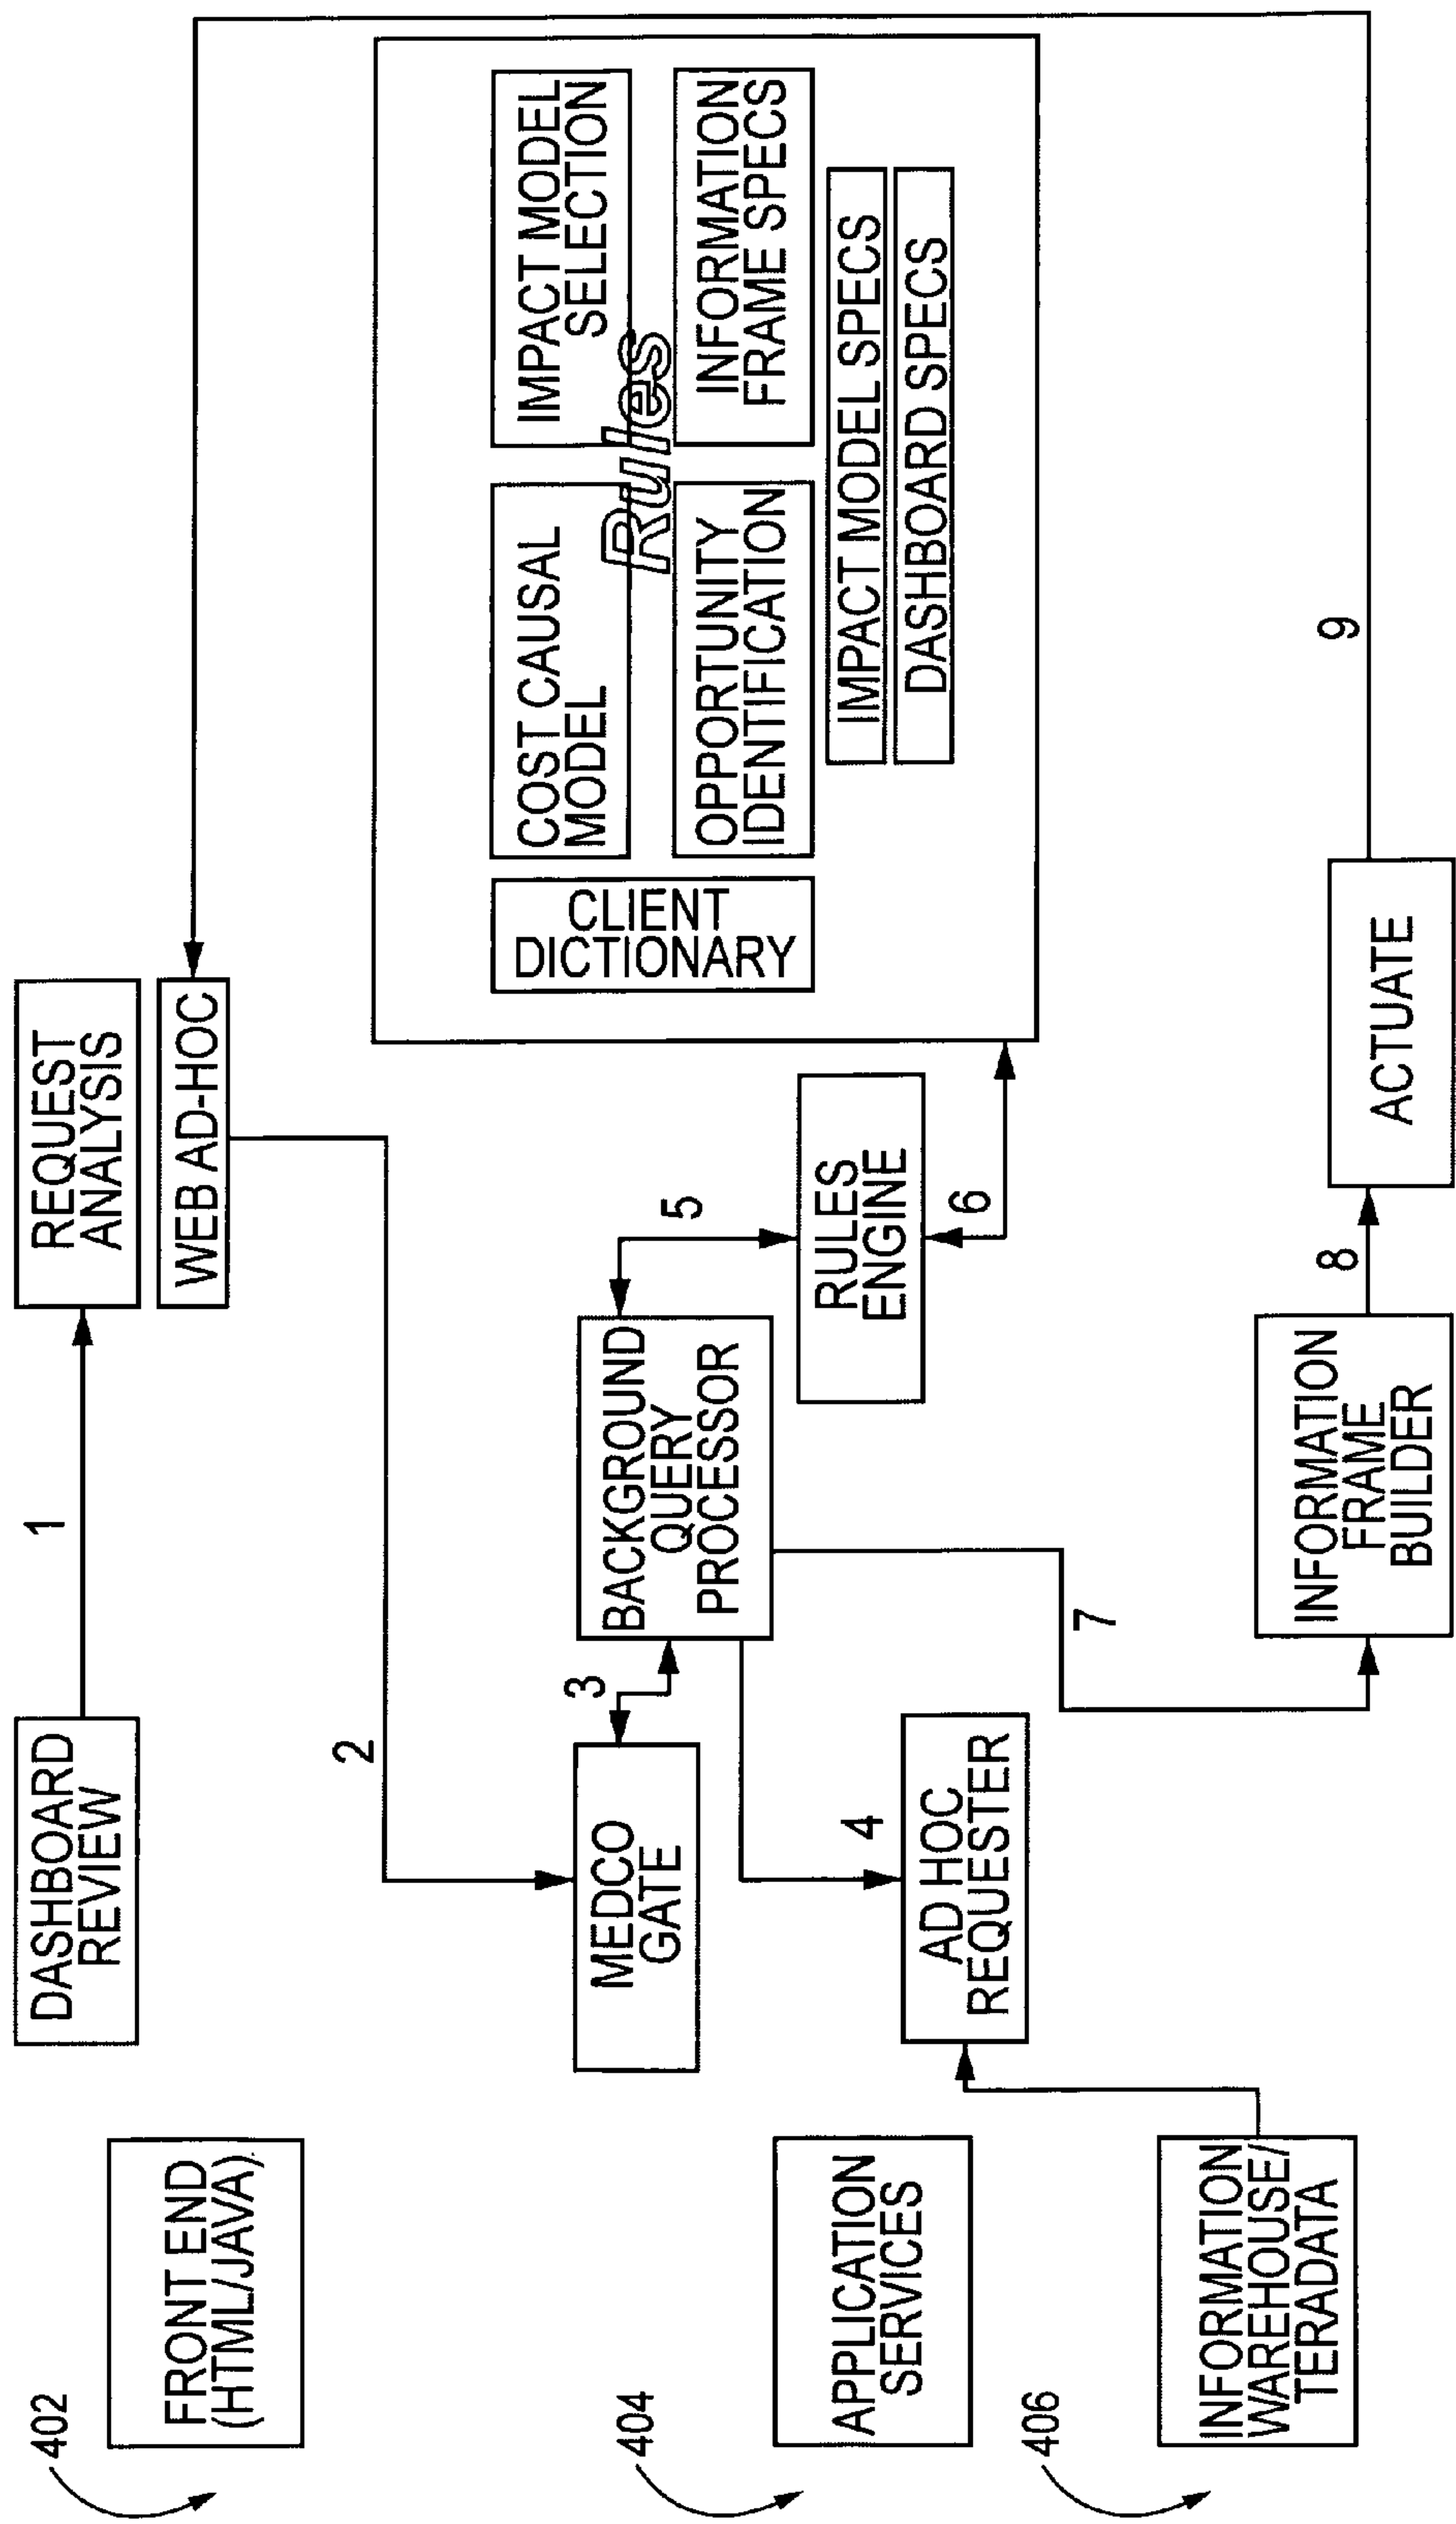 402
FRONT END
(HTML/JAVA)
DASHBOARD
REVIEW
1
REQUEST
ANALYSIS
WEB AD-HOC
2
404
APPLICATION
SERVICES
MEDCO
GATE
3
BACKGROUND
QUERY
PROCESSOR
4
AD HOC
REQUESTER
5
RULES
ENGINE
6
CLIENT
DICTIONARY
COST CAUSAL
MODEL
IMPACT MODEL
SELECTION
Rules
OPPORTUNITY
IDENTIFICATION
INFORMATION
FRAME SPECS
IMPACT MODEL SPECS
DASHBOARD SPECS
406
INFORMATION
WAREHOUSE/
TERADATA
7
INFORMATION
FRAME
BUILDER
8
ACTUATE
9